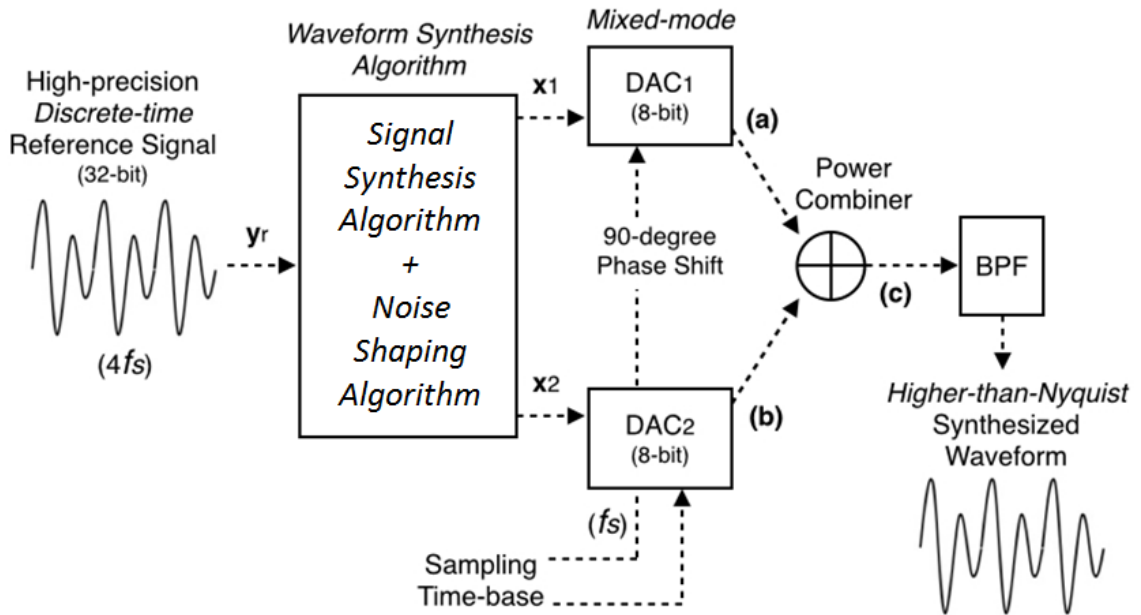 High-precision
Discrete-time
Reference Signal
(32-bit)
(4fs)
yr
Waveform Synthesis
Algorithm
Signal
Synthesis
Algorithm
+
Noise
Shaping
Algorithm
x1
x2
Mixed-mode
DAC1
(8-bit)
(a)
90-degree
Phase Shift
DAC2
(8-bit)
(b)
(fs)
Sampling
Time-base
Power
Combiner
(c)
BPF
Higher-than-Nyquist
Synthesized
Waveform